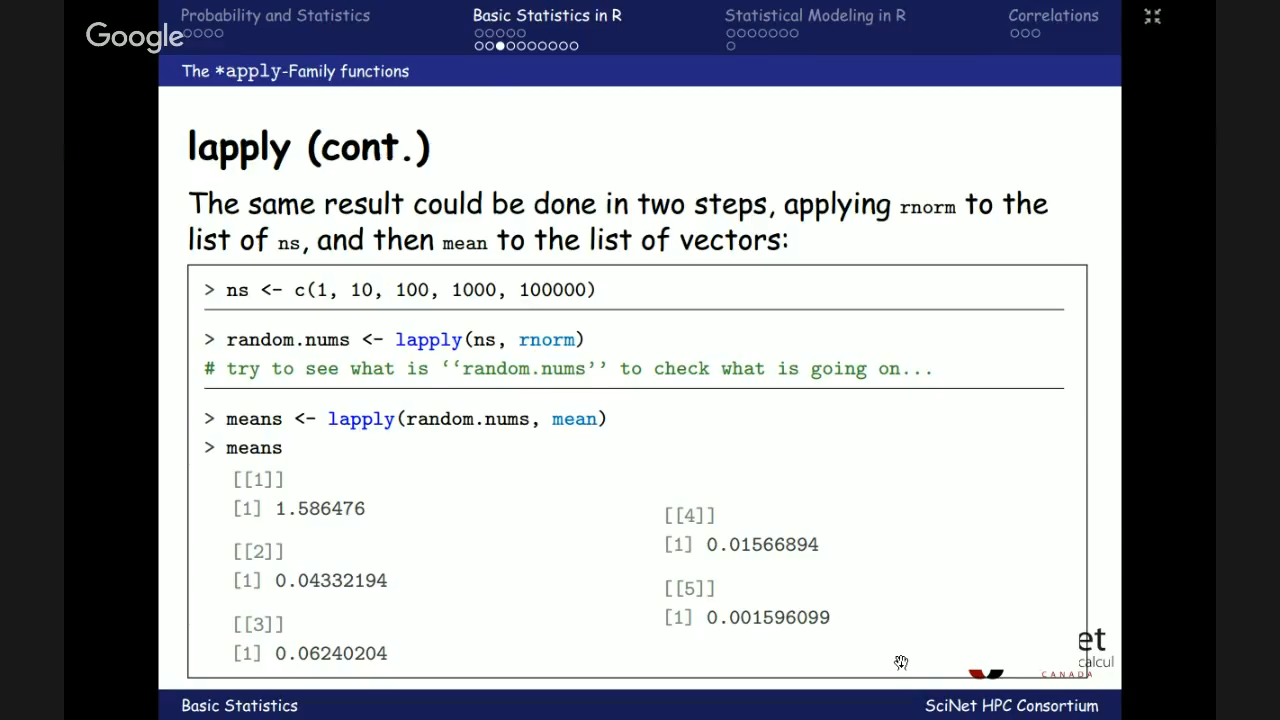 Probability and Statistics
Basic Statistics in R
Statistical Modeling in R
Correlations
Google
The *apply-Family functions
lapply (cont.)
The same result could be done in two steps, applying rnorm to the
list of ns, and then mean to the list of vectors:
> ns <- c(1, 10, 100, 1000, 100000)
> random.nums <- lapply(ns, rnorm)
# try to see what is ‘‘random.nums’’ to check what is going on...
> means <- lapply(random.nums, mean)
> means
[[1]]
[1] 1.586476
[[2]]
[1] 0.04332194
[[3]]
[1] 0.06240204
[[4]]
[1] 0.01566894
[[5]]
[1] 0.001596099
et
calcul
CANADA
Basic Statistics
SciNet HPC Consortium